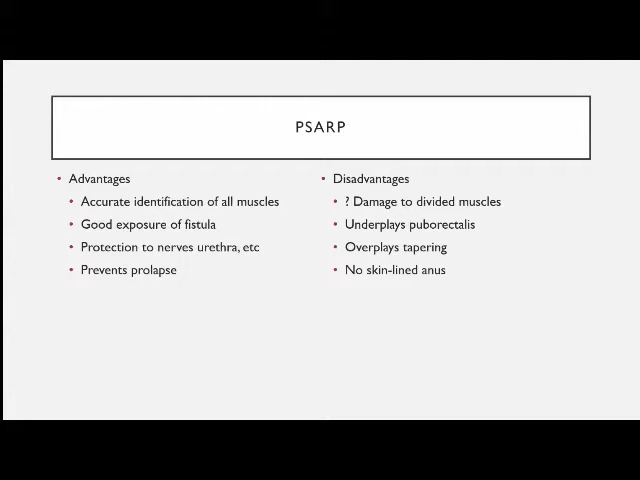 PSARP
• Advantages
• Accurate identification of all muscles
• Good exposure of fistula
• Protection to nerves urethra, etc
• Prevents prolapse
• Disadvantages
• ? Damage to divided muscles
• Underplays puborectalis
• Overplays tapering
• No skin-lined anus